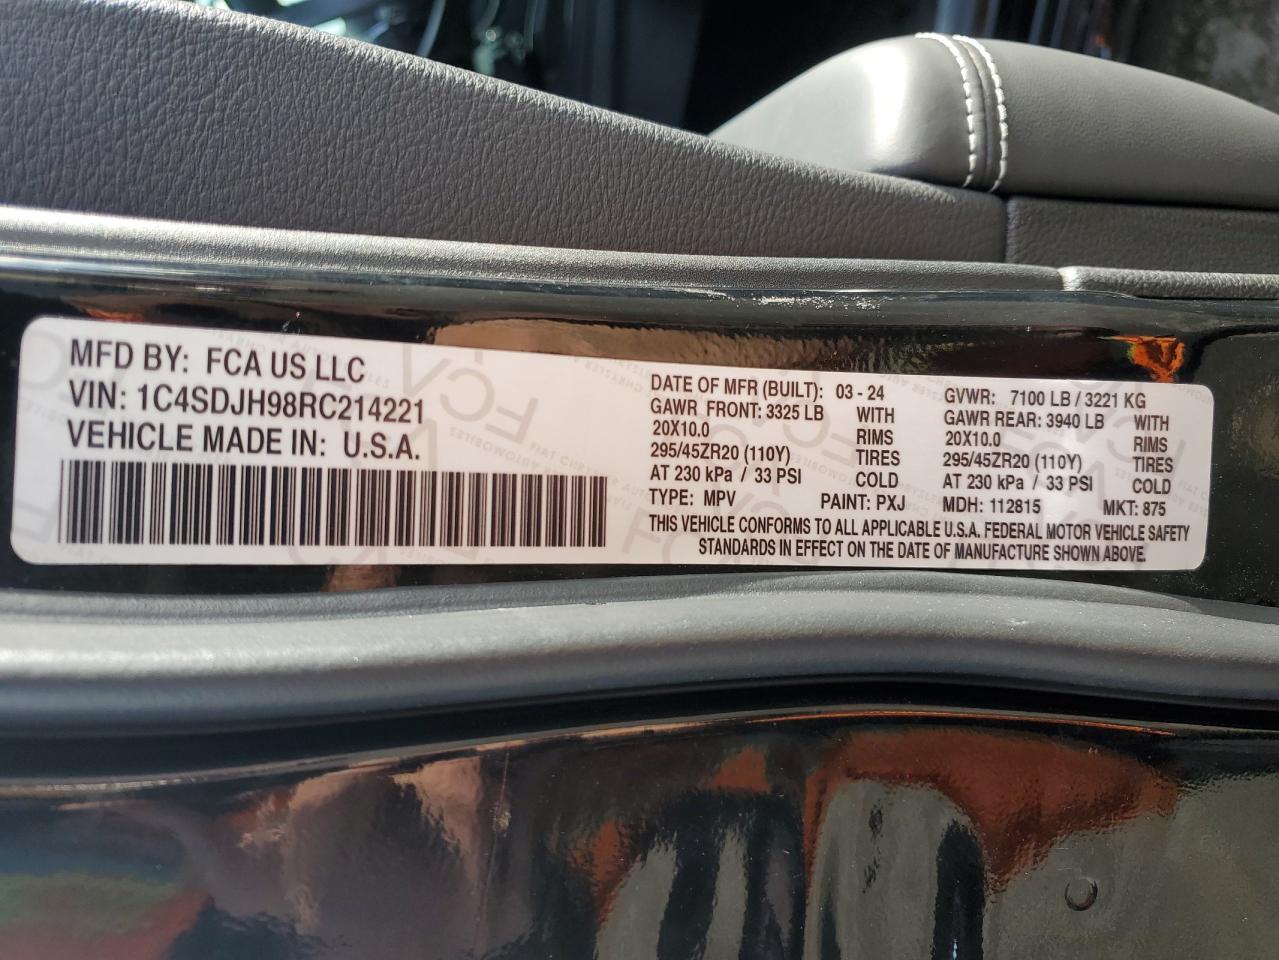 MFD BY: FCA US LLC
VIN: 1C4SDJH98RC214221
VEHICLE MADE IN: U.S.A.
DATE OF MFR (BUILT): 03 - 24 GVWR: 7100 LB / 3221 KG
GAWR FRONT: 3325 LB WITH GAWR REAR: 3940 LB WITH
20X10.0 RIMS 20X10.0 RIMS
295/45ZR20 (110Y) TIRES 295/45ZR20 (110Y) TIRES
AT 230 kPa / 33 PSI COLD AT 230 kPa / 33 PSI COLD
TYPE: MPV PAINT: PXJ MDH: 112815 MKT: 875
THIS VEHICLE CONFORMS TO ALL APPLICABLE U.S.A. FEDERAL MOTOR VEHICLE SAFETY
STANDARDS IN EFFECT ON THE DATE OF MANUFACTURE SHOWN ABOVE.